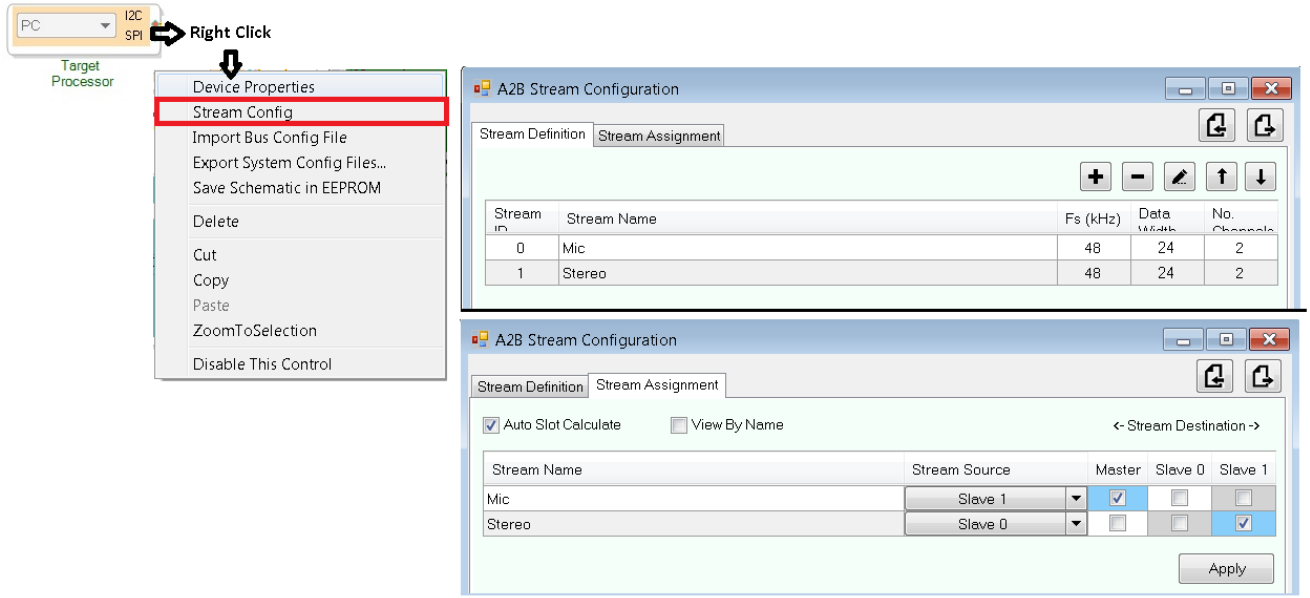 PC
I2C
SPI
Right Click
Target
Processor
Device Properties
Stream Config
Import Bus Config File
Export System Config Files...
Save Schematic in EEPROM
Delete
Cut
Copy
Paste
ZoomToSelection
Disable This Control
A2B Stream Configuration
Stream Definition Stream Assignment
Stream ID Stream Name Fs (kHz) Data Width No. Channels
0 Mic 48 24 2
1 Stereo 48 24 2
A2B Stream Configuration
Stream Definition Stream Assignment
Auto Slot Calculate View By Name <- Stream Destination ->
Stream Name Stream Source Master Slave 0 Slave 1
Mic Slave 1
Stereo Slave 0
Apply